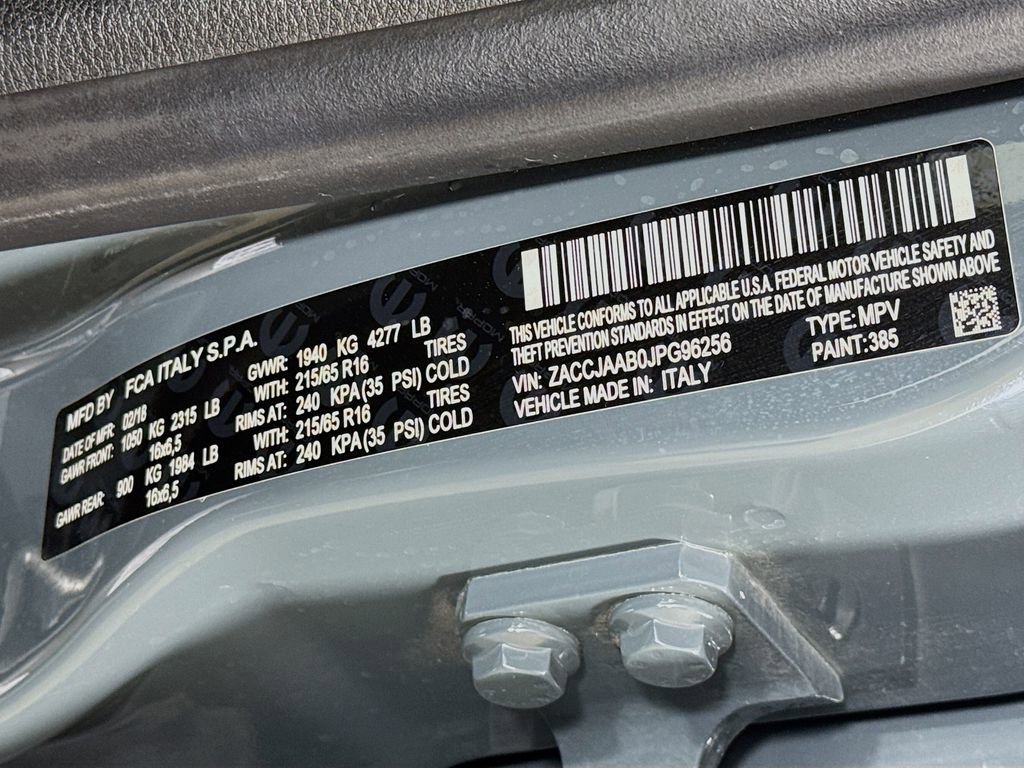 MFD BY FCA ITALY S.P.A.
DATE OF MFR: 02/18 GVWR: 1940 KG 4277 LB
GAWR FRONT: 1050 KG 2315 LB WITH: 215/65 R16 TIRES
16x6,5 RIMS AT: 240 KPA(35 PSI) COLD
GAWR REAR: 900 KG 1984 LB WITH: 215/65 R16 TIRES
16x6,5 RIMS AT: 240 KPA(35 PSI) COLD
THIS VEHICLE CONFORMS TO ALL APPLICABLE U.S.A. FEDERAL MOTOR VEHICLE SAFETY AND
THEFT PREVENTION STANDARDS IN EFFECT ON THE DATE OF MANUFACTURE SHOWN ABOVE
VIN: ZACCJAAB0JPG96256 TYPE: MPV
VEHICLE MADE IN: ITALY PAINT: 385